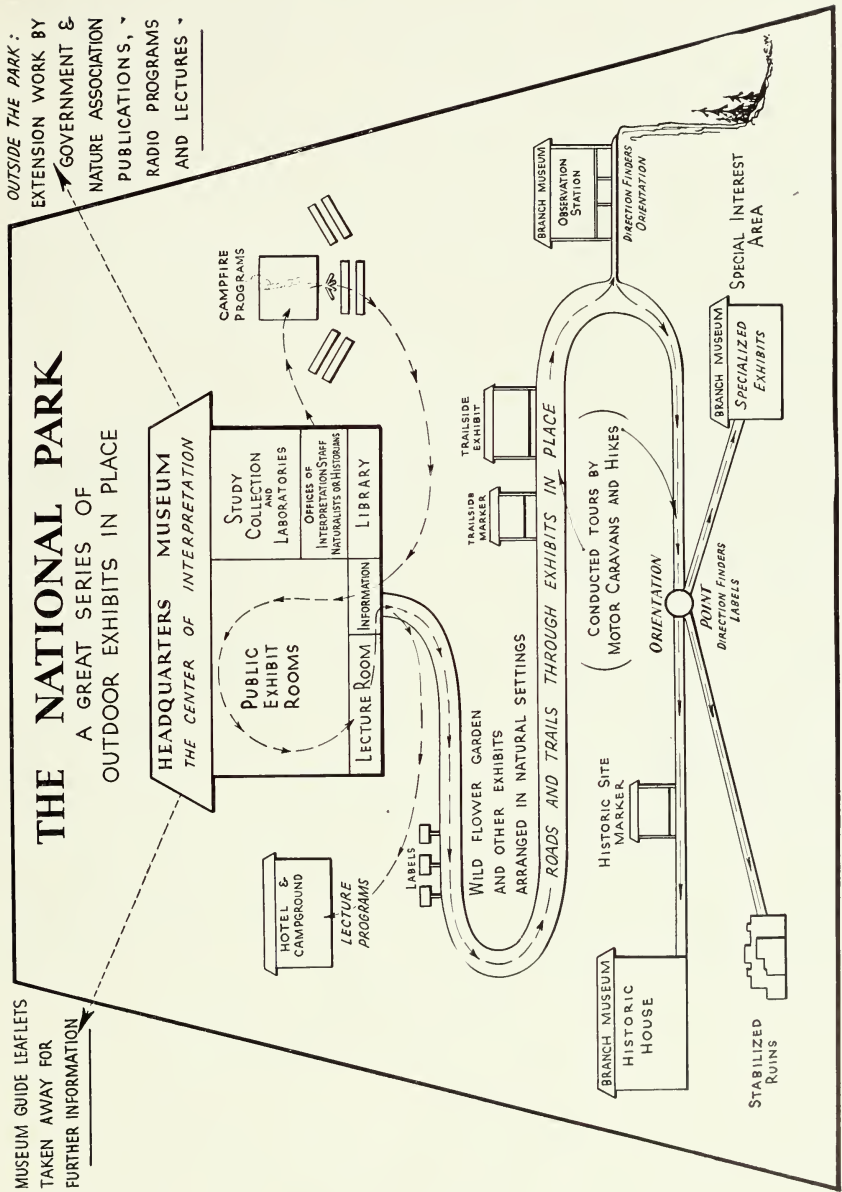 THE NATIONAL PARK
A GREAT SERIES OF
OUTDOOR EXHIBITS IN PLACE
MUSEUM GUIDE LEAFLETS
TAKEN AWAY FOR
FURTHER INFORMATION
OUTSIDE THE PARK:
EXTENSION WORK BY
GOVERNMENT &
NATURE ASSOCIATION
PUBLICATIONS,
RADIO PROGRAMS
AND LECTURES
HEADQUARTERS MUSEUM
THE CENTER OF INTERPRETATION
PUBLIC
EXHIBIT
ROOMS
STUDY
COLLECTION
AND
LABORATORIES
OFFICES OF
INTERPRETATION STAFF
NATURALISTS OR HISTORIANS
LECTURE ROOM
INFORMATION
LIBRARY
CAMPFIRE
PROGRAMS
HOTEL &
CAMPGROUND
LECTURE
PROGRAMS
LABELS
WILD FLOWER GARDEN
AND OTHER EXHIBITS
ARRANGED IN NATURAL SETTINGS
TRAILSIDE
MARKER
TRAILSIDE
EXHIBIT
ROADS AND TRAILS THROUGH EXHIBITS IN PLACE
BRANCH MUSEUM
OBSERVATION
STATION
DIRECTION FINDERS
ORIENTATION
CONDUCTED TOURS BY
MOTOR CARAVANS AND HIKES
HISTORIC SITE
MARKER
ORIENTATION
POINT
DIRECTION FINDERS
LABELS
BRANCH MUSEUM
HISTORIC
HOUSE
STABILIZED
RUINS
BRANCH MUSEUM
SPECIALIZED
EXHIBITS
SPECIAL INTEREST
AREA